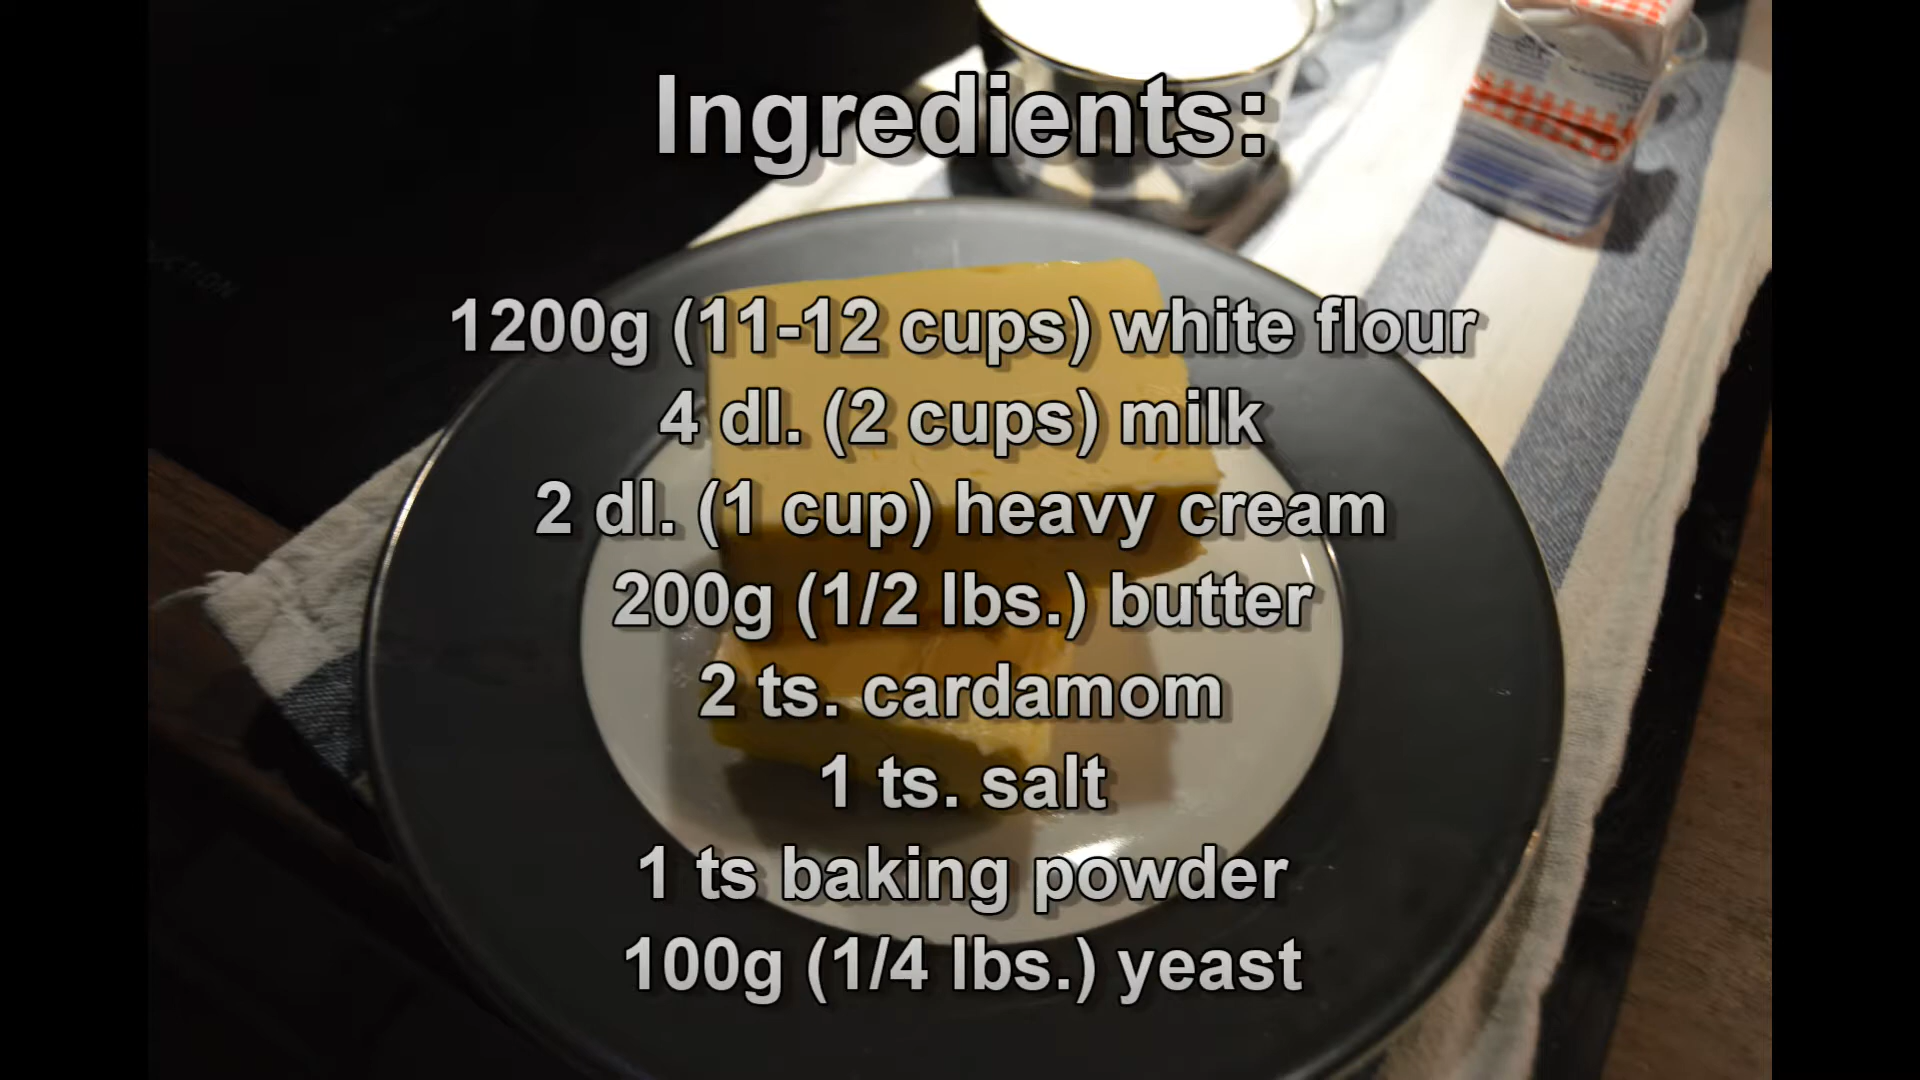 Ingredients:
1200g (11-12 cups) white flour
4 dl. (2 cups) milk
2 dl. (1 cup) heavy cream
200g (1/2 lbs.) butter
2 ts. cardamom
1 ts. salt
1 ts baking powder
100g (1/4 lbs.) yeast